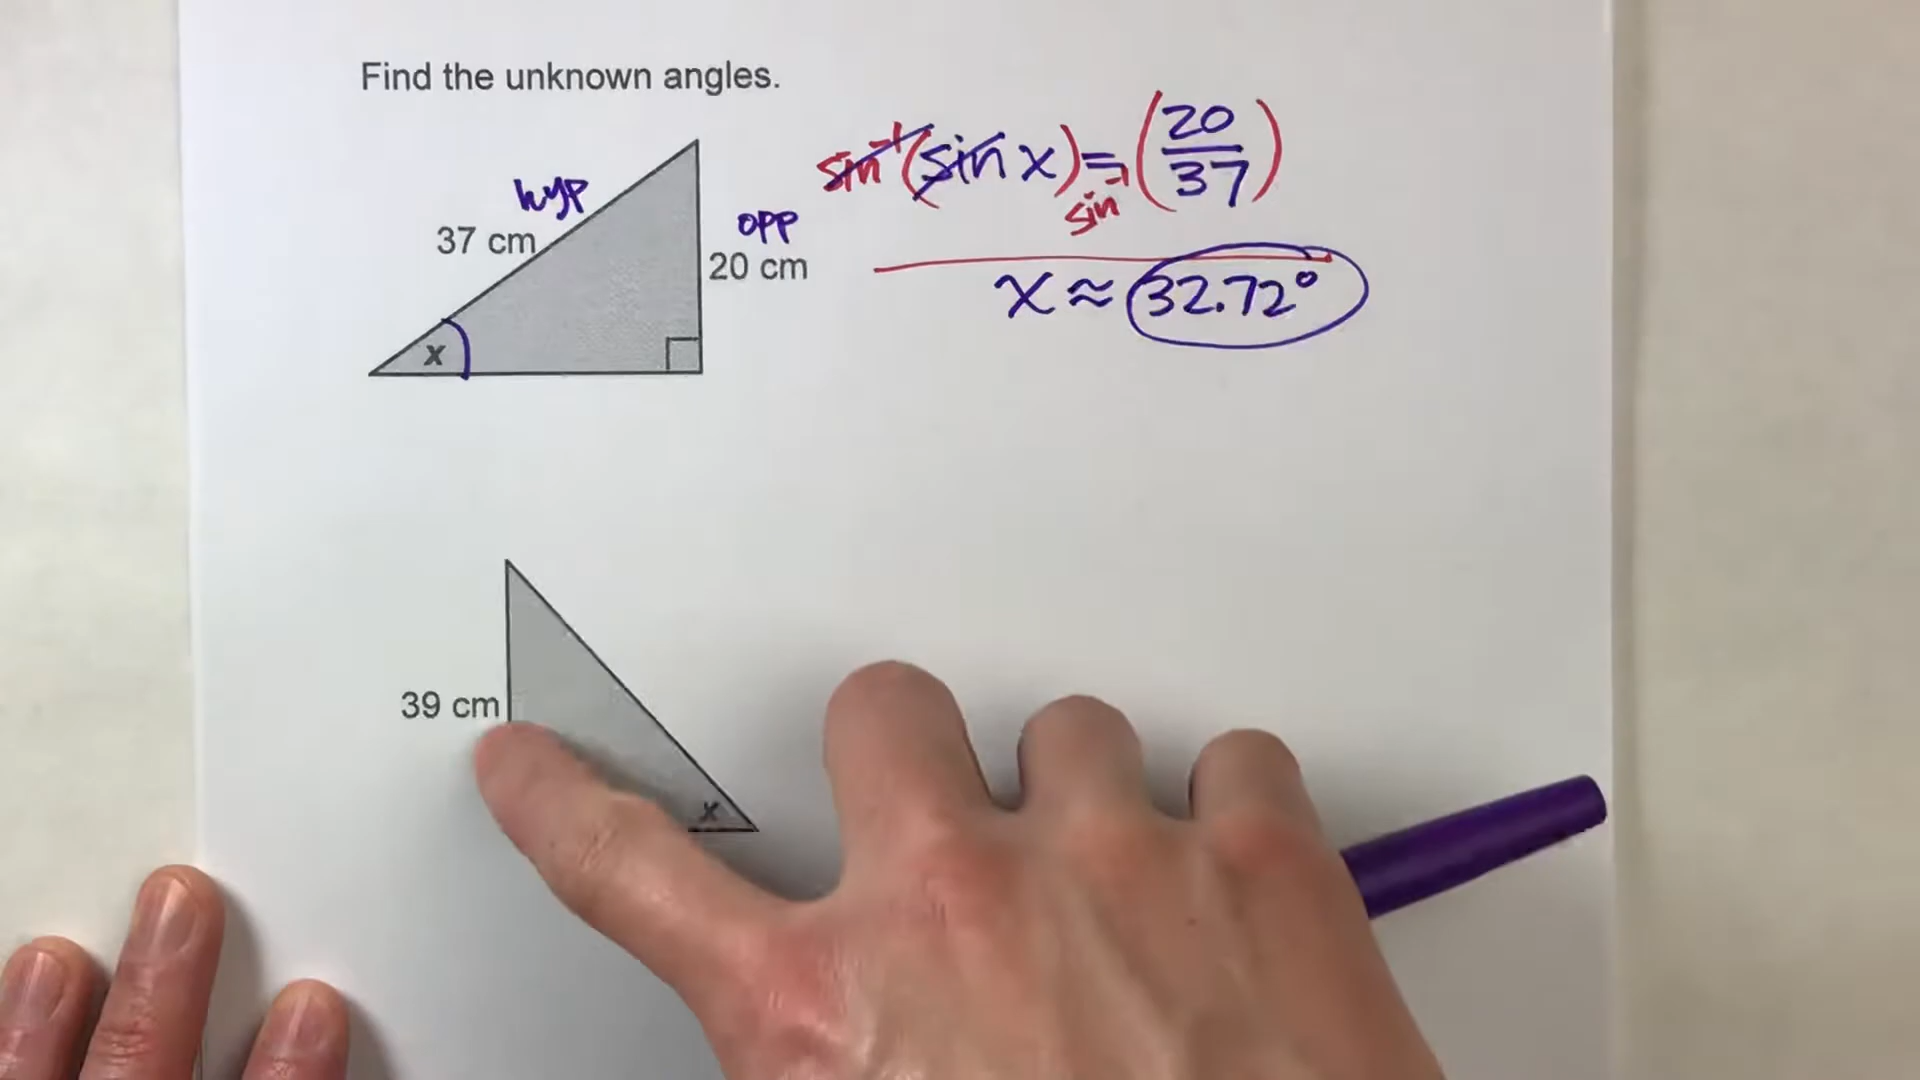 Find the unknown angles.
sin⁻¹(sin x) = sin⁻¹(20/37)
hyp
37 cm
opp
20 cm
x ≈ 32.72°
x
39 cm
x